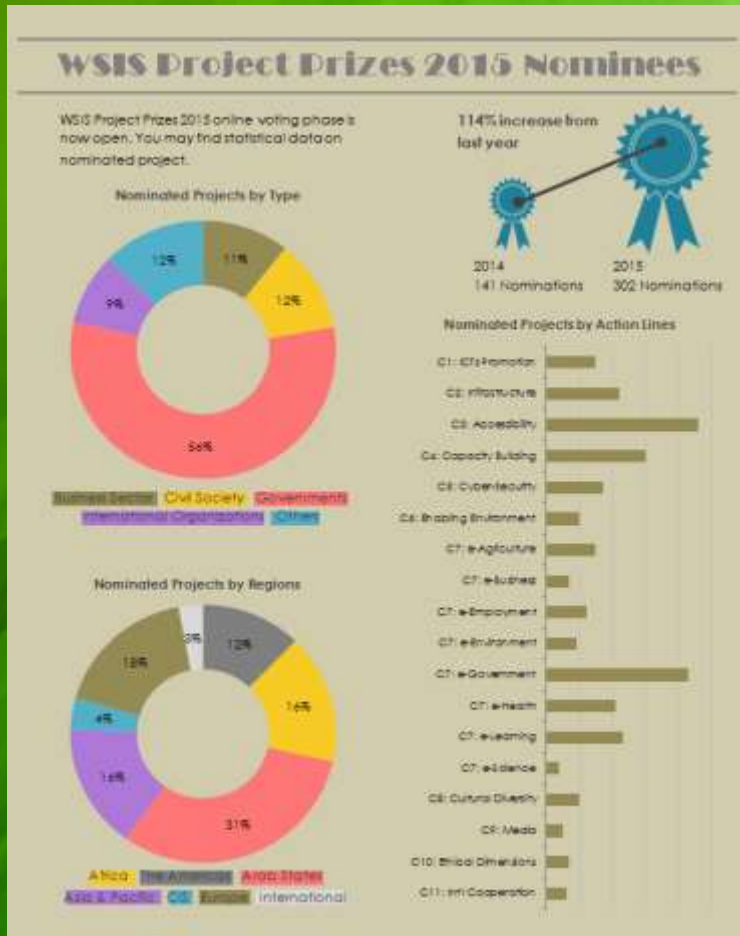 WSIS Project Prizes 2015 Nominees
WSIS Project Prizes 2015 online voting phase is
now open. You may find statistical data on
nominated project.
114% increase from
last year
2014
141 Nominations
2015
302 Nominations
Nominated Projects by Type
11%
12%
56%
9%
12%
Business Sector Civil Society Governments
International Organizations Others
Nominated Projects by Regions
12%
16%
31%
16%
4%
18%
3%
Africa The Americas Arab States
Asia & Pacific CIS Europe International
Nominated Projects by Action Lines
C1: ICTs Promotion
C2: Infrastructure
C3: Accessibility
C4: Capacity Building
C5: Cyber-Security
C6: Shaping Environment
C7: e-Agriculture
C7: e-Business
C7: e-Employment
C7: e-Environment
C7: e-Government
C7: e-Health
C7: e-Learning
C7: e-Science
C8: Cultural Diversity
C9: Media
C10: Ethical Dimensions
C11: Int'l Cooperation